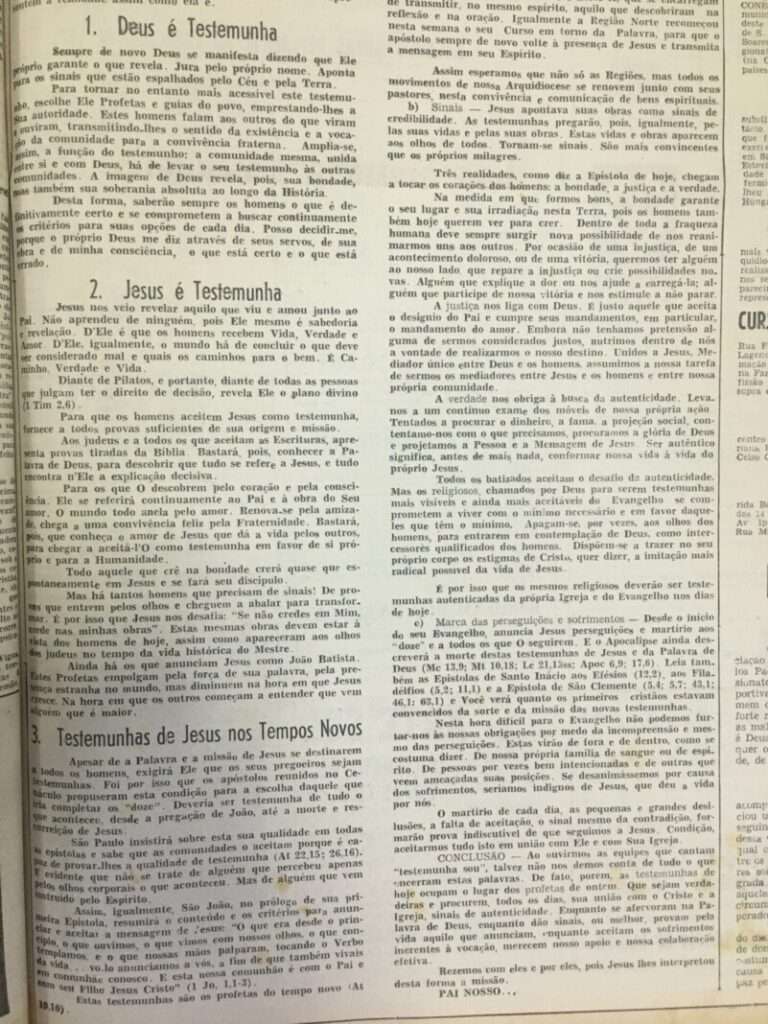 1. Deus é Testemunha
Sempre de novo Deus se manifesta dizendo que Ele
próprio garante o que revela. Jura pelo próprio nome. Aponta
para os sinais que estão espalhados pelo Céu e pela Terra.
Para tornar no entanto mais acessível este testemu-
nho, escolhe Ele Profetas e guias do povo, emprestando-lhes a
Sua autoridade. Estes homens falam aos outros do que viram
e ouviram, transmitindo-lhes o sentido da existência e a voca-
ção da comunidade para a convivência fraterna. Amplia-se,
assim, a função do testemunho; a comunidade mesma, unida
entre si e com Deus, há de levar o seu testemunho às outras
comunidades. A imagem de Deus revela, pois, sua bondade,
mas também sua soberania absoluta ao longo da História.
Desta forma, saberão sempre os homens o que é de-
finitivamente certo e se comprometem a buscar continuamente
os critérios para suas opções de cada dia. Posso decidir-me,
porque o próprio Deus me diz através de seus servos, de sua
obra e de minha consciência, o que está certo e o que está
errado.
2. Jesus é Testemunha
Jesus nos veio revelar aquilo que viu e amou junto ao
Pai. Não aprendeu de ninguém, pois Ele mesmo é sabedoria
e revelação. D'Ele é que os homens recebem Vida, Verdade e
Amor. D'Ele, igualmente, o mundo há de concluir o que deve
ser considerado mal e quais os caminhos para o bem. É Ca-
minho, Verdade e Vida.
Diante de Pilatos, e portanto, diante de todas as pessoas
que julgam ter o direito de decisão, revela Ele o plano divino
(1 Tim 2.6).
Para que os homens aceitem Jesus como testemunha,
fornece a todos provas suficientes de sua origem e missão.
Aos judeus e a todos os que aceitam as Escrituras, apre-
senta provas tiradas da Bíblia Bastará, pois, conhecer a Pa-
lavra de Deus, para descobrir que tudo se refere a Jesus, e tudo
encontra n'Ele a explicação decisiva.
Para os que O descobrem pelo coração e pela consci-
ência. Ele se referirá continuamente ao Pai e à obra do Seu
Amor. O mundo todo anela pelo amor. Renova-se pela amiza-
de, chega a uma convivência feliz pela Fraternidade. Bastará,
pois, que conheça o amor de Jesus que dá a vida pelos outros,
para chegar a aceitá-l'O como testemunha em favor de si pró-
prio e para a Humanidade.
Todo aquele que crê na bondade crerá quase que es-
pontaneamente em Jesus e se fará seu discípulo.
Mas há tantos homens que precisam de sinais! De pro-
vas que entrem pelos olhos e cheguem a abalar para transfor-
mar. É por isso que Jesus nos desafia: "Se não credes em Mim,
crede nas minhas obras". Estas mesmas obras devem estar à
vista dos homens de hoje, assim como apareceram aos olhos
dos judeus no tempo da vida histórica do Mestre.
Ainda há os que anunciam Jesus como João Batista.
Estes Profetas empolgam pela força de sua palavra, pela pre-
sença estranha no mundo, mas diminuem na hora em que Jesus
cresce. Na hora em que os outros começam a entender que vem
alguém que é maior.
3. Testemunhas de Jesus nos Tempos Novos
Apesar de a Palavra e a missão de Jesus se destinarem
a todos os homens, exigirá Ele que os seus pregoeiros sejam
testemunhas. Foi por isso que os apóstolos reunidos no Ce-
náculo propuseram esta condição para a escolha daquele que
iria completar os "doze". Deveria ser testemunha de tudo o
que aconteceu, desde a pregação de João, até a morte e res-
surreição de Jesus
São Paulo insistirá sobre esta sua qualidade em todas
as epístolas e sabe que as comunidades o aceitam porque é ca-
paz de provar-lhes a qualidade de testemunha (At 22,15; 26,16).
É evidente que não se trate de alguém que percebeu apenas
pelos olhos corporais o que aconteceu. Mas de alguém que vem
instruído pelo Espírito.
Assim, igualmente, São João, no prólogo de sua pri-
meira Epístola, resumirá o conteúdo e os critérios para anun-
ciar e aceitar a mensagem de Jesus: "O que era desde o prin-
cípio, o que ouvimos, o que vimos com nossos olhos, o que con-
templamos, e o que nossas mãos palparam, tocando o Verbo
da vida... vo.lo anunciamos a vós, a fim de que também vivais
em comunhão conosco. E esta nossa comunhão é com o Pai e
com seu Filho Jesus Cristo" (1 Jo, 1,1-3).
Estas testemunhas são os profetas do tempo novo (At
10,10)
de transmitir, no mesmo espírito, aquilo que descobriram na
reflexão e na oração. Igualmente a Região Norte recomeçou
nesta semana o seu Curso em torno da Palavra, para que o
apóstolo sempre de novo volte à presença de Jesus e transmita
a mensagem em seu Espírito.
Assim esperamos que não só as Regiões, mas todos os
movimentos de nossa Arquidiocese se renovem junto com seus
pastores, nesta convivência e comunicação de bens espirituais.
b) Sinais — Jesus apontava suas obras como sinais de
credibilidade. As testemunhas pregarão, pois, igualmente, pe-
las suas vidas e pelas suas obras. Estas vidas e obras aparecem
aos olhos de todos. Tornam-se sinais. São mais convincentes
que os próprios milagres.
Três realidades, como diz a Epístola de hoje, chegam
a tocar os corações dos homens: a bondade, a justiça e a verdade.
Na medida em que formos bons, a bondade garante
o seu lugar e sua irradiação nesta Terra, pois os homens tam-
bém hoje querem ver para crer. Dentro de toda a fraqueza
humana deve sempre surgir nova possibilidade de nos reani-
marmos uns aos outros. Por ocasião de uma injustiça, de um
acontecimento doloroso, ou de uma vitória, queremos ter alguém
ao nosso lado, que repare a injustiça ou crie possibilidades no-
vas. Alguém que explique a dor ou nos ajude a carregá-la; al-
guém que participe de nossa vitória e nos estimule a não parar.
A justiça nos liga com Deus. É justo aquele que aceita
o desígnio do Pai e cumpre seus mandamentos, em particular,
o mandamento do amor. Embora não tenhamos pretensão al-
guma de sermos considerados justos, nutrimos dentro de nós
a vontade de realizarmos o nosso destino. Unidos a Jesus, Me-
diador único entre Deus e os homens, assumimos a nossa tarefa
de sermos os mediadores entre Jesus e os homens e entre nossa
própria comunidade.
A verdade nos obriga à busca da autenticidade. Leva-
nos a um contínuo exame dos móveis de nossa própria ação.
Tentados a procurar o dinheiro, a fama, a projeção social, con-
tentamo-nos com o que precisamos, procuramos a glória de Deus
e projetamos a Pessoa e a Mensagem de Jesus. Ser autêntico
significa, antes de mais nada, conformar nossa vida à vida do
próprio Jesus.
Todos os batizados aceitam o desafio da autenticidade.
Mas os religiosos, chamados por Deus para serem testemunhas
mais visíveis e ainda mais aceitáveis do Evangelho se com-
prometem a viver com o mínimo necessário e em favor daque-
les que têm o mínimo. Apagam-se, por vezes, aos olhos dos
homens, para entrarem em contemplação de Deus, como inter-
cessores qualificados dos homens. Dispõem-se a trazer no seu
próprio corpo os estigmas de Cristo, quer dizer, a imitação mais
radical possível da vida de Jesus.
É por isso que os mesmos religiosos deverão ser teste-
munhas autenticadas da própria Igreja e do Evangelho nos dias
de hoje.
c) Marca das perseguições e sofrimentos — Desde o início
do seu Evangelho, anuncia Jesus perseguições e martírio aos
"doze" e a todos os que O seguirem. E o Apocalipse ainda des-
creverá a morte destas testemunhas de Jesus e da Palavra de
Deus (Mc 13,9; Mt 10,18; Lc 21,13ss; Apoc 6,9; 17,6). Leia tam-
bém as Epístolas de Santo Inácio aos Efésios (12,2), aos Fila-
délfios (5,2; 11,1) e a Epístola de São Clemente (5,4; 5,7; 43,1;
46,1; 63,1) e Você verá quanto os primeiros cristãos estavam
convencidos da sorte e da missão das novas testemunhas.
Nesta hora difícil para o Evangelho não podemos fur-
tar-nos às nossas obrigações por medo da incompreensão e mes-
mo das perseguições. Estas virão de fora e de dentro, como se
costuma dizer. De nossa própria família de sangue ou de espí-
rito. De pessoas por vezes bem intencionadas e de outras que
veem ameaçadas suas posições. Se desanimássemos por causa
dos sofrimentos, seríamos indignos de Jesus, que deu a vida
por nós.
O martírio de cada dia, as pequenas e grandes desi-
lusões, a falta de aceitação, o sinal mesmo da contradição, for-
marão prova indiscutível de que seguimos a Jesus. Condição,
aceitarmos tudo isto em união com Ele e com Sua Igreja.
CONCLUSÃO — Ao ouvirmos as equipes que cantam
"testemunha sou", talvez não nos demos conta de tudo o que
encerram estas palavras. De fato, porém, as testemunhas de
hoje ocupam o lugar dos profetas de ontem. Que sejam verda-
deiras e procurem, todos os dias, sua união com o Cristo e a
Igreja, sinais de autenticidade. Enquanto se afervoram na Pa-
lavra de Deus, enquanto dão sinais, ou melhor, provam pela
vida aquilo que anunciam, enquanto aceitam os sofrimentos
inerentes à vocação, merecem nosso apoio e nossa colaboração
efetiva.
Rezemos com eles e por eles, pois Jesus lhes interpretou
desta forma a missão.
PAI NOSSO...